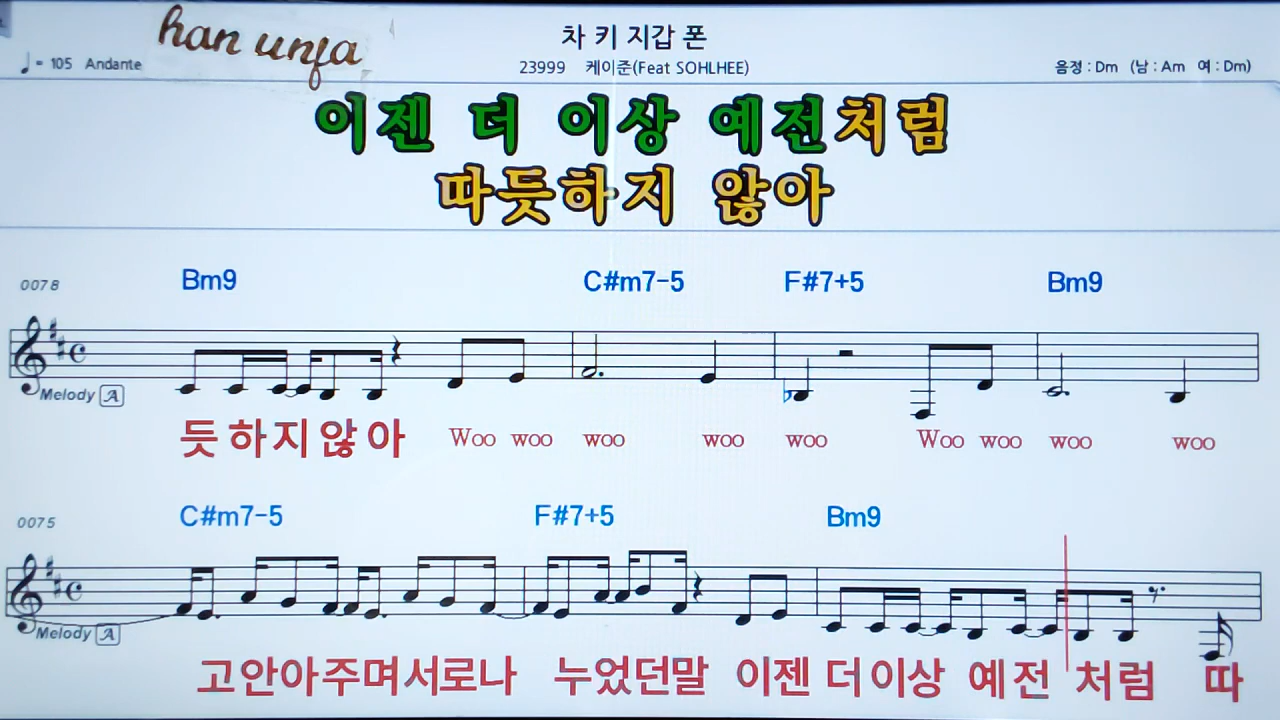 han unfa
차 키 지갑 폰
♩= 105 Andante
23999 케이준(Feat SOHLHEE)
음정 : Dm (남 : Am 여 : Dm)
이젠 더 이상 예전처럼
따듯하지 않아
0078 Bm9 C#m7-5 F#7+5 Bm9
Melody A
듯 하 지 않 아 Woo woo woo woo woo Woo woo woo woo
0075 C#m7-5 F#7+5 Bm9
Melody A
고안아주며서로나 누었던말 이젠 더이상 예전 처럼 따